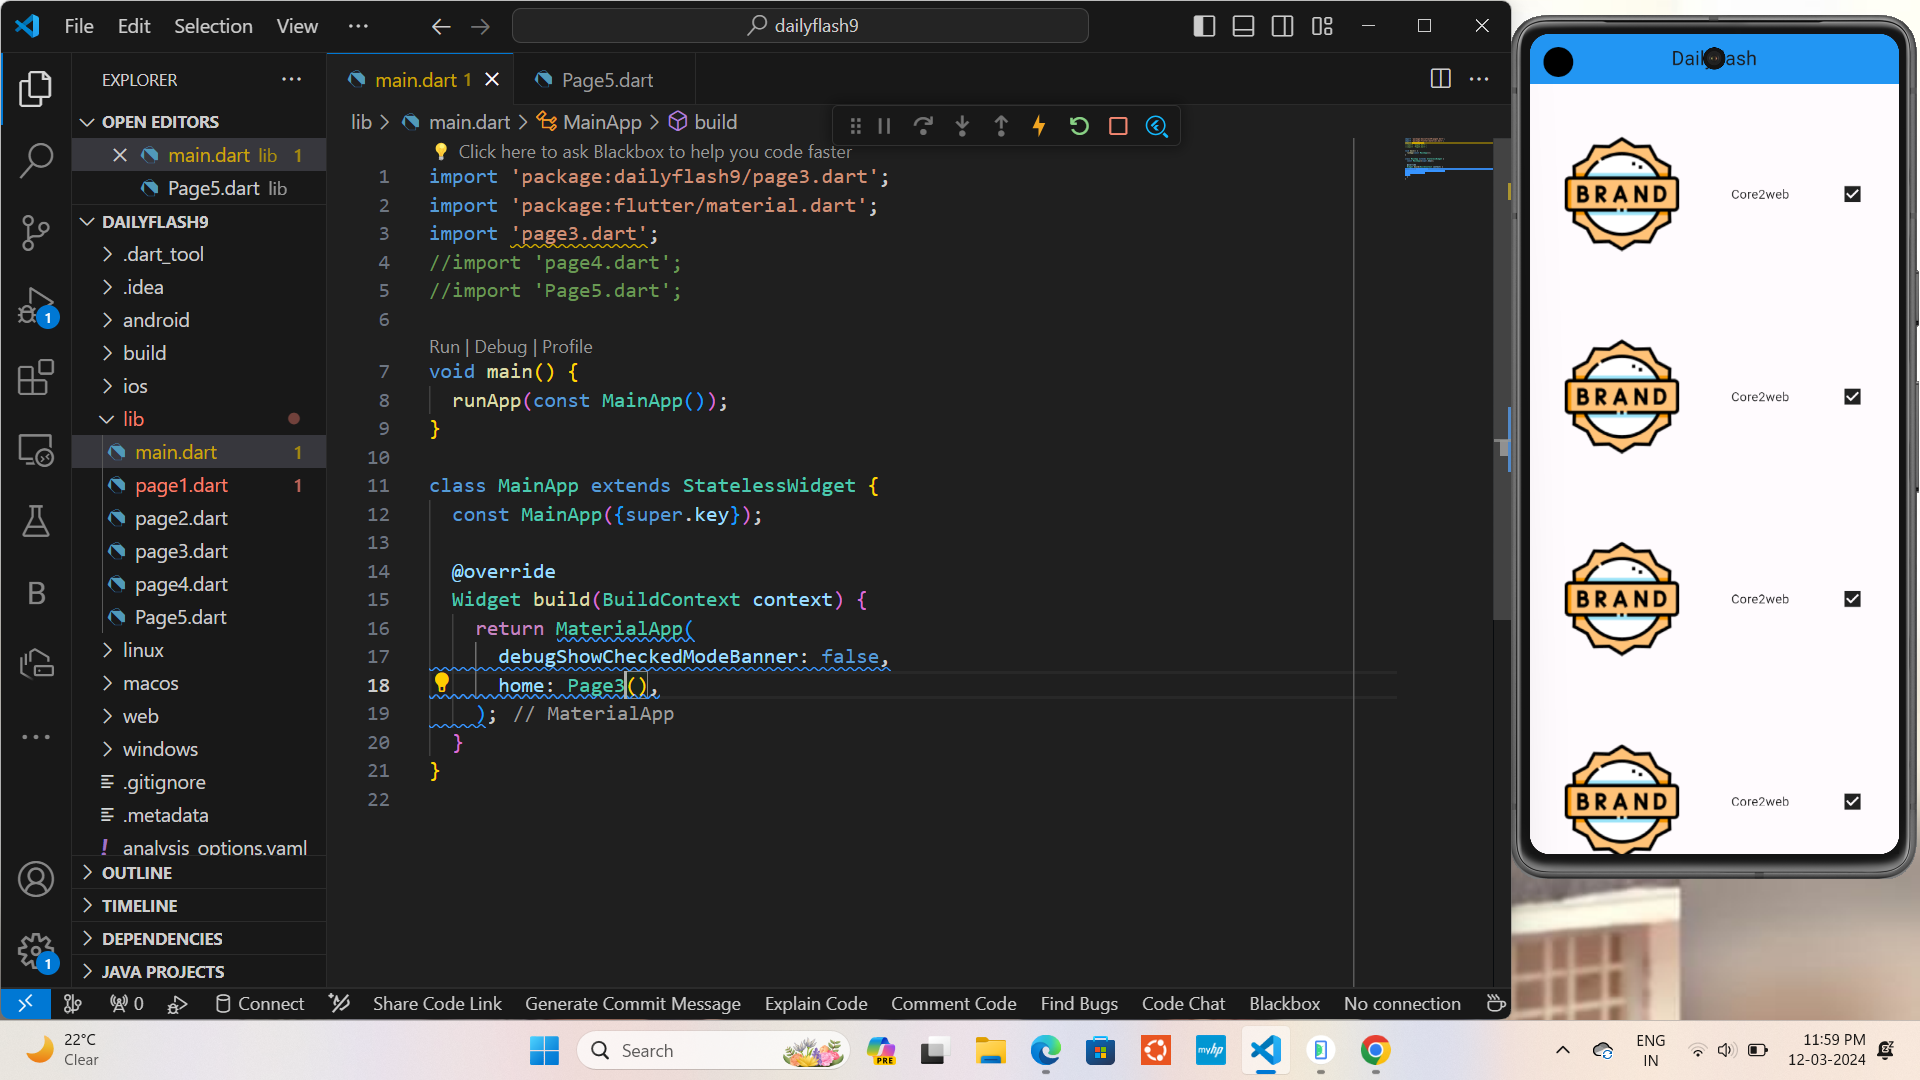 File Edit Selection View ··· dailyflash9
EXPLORER ···
OPEN EDITORS
main.dart lib 1
Page5.dart lib
DAILYFLASH9
.dart_tool
.idea
android
build
ios
lib
main.dart 1
page1.dart 1
page2.dart
page3.dart
page4.dart
Page5.dart
linux
macos
web
windows
.gitignore
.metadata
! analysis_options.yaml
OUTLINE
TIMELINE
DEPENDENCIES
JAVA PROJECTS
1
B
1
main.dart 1 Page5.dart ···
lib > main.dart > MainApp > build
Click here to ask Blackbox to help you code faster
1 import 'package:dailyflash9/page3.dart';
2 import 'package:flutter/material.dart';
3 import 'page3.dart';
4 //import 'page4.dart';
5 //import 'Page5.dart';
6
Run | Debug | Profile
7 void main() {
8 runApp(const MainApp());
9 }
10
11 class MainApp extends StatelessWidget {
12 const MainApp({super.key});
13
14 @override
15 Widget build(BuildContext context) {
16 return MaterialApp(
17 debugShowCheckedModeBanner: false,
18 home: Page3(),
19 ); // MaterialApp
20 }
21 }
22
0 Connect Share Code Link Generate Commit Message Explain Code Comment Code Find Bugs Code Chat Blackbox No connection
BRAND Core2web
BRAND Core2web
BRAND Core2web
BRAND Core2web
22°C
Clear
Search
PRE
myhp
ENG
IN
11:59 PM
12-03-2024